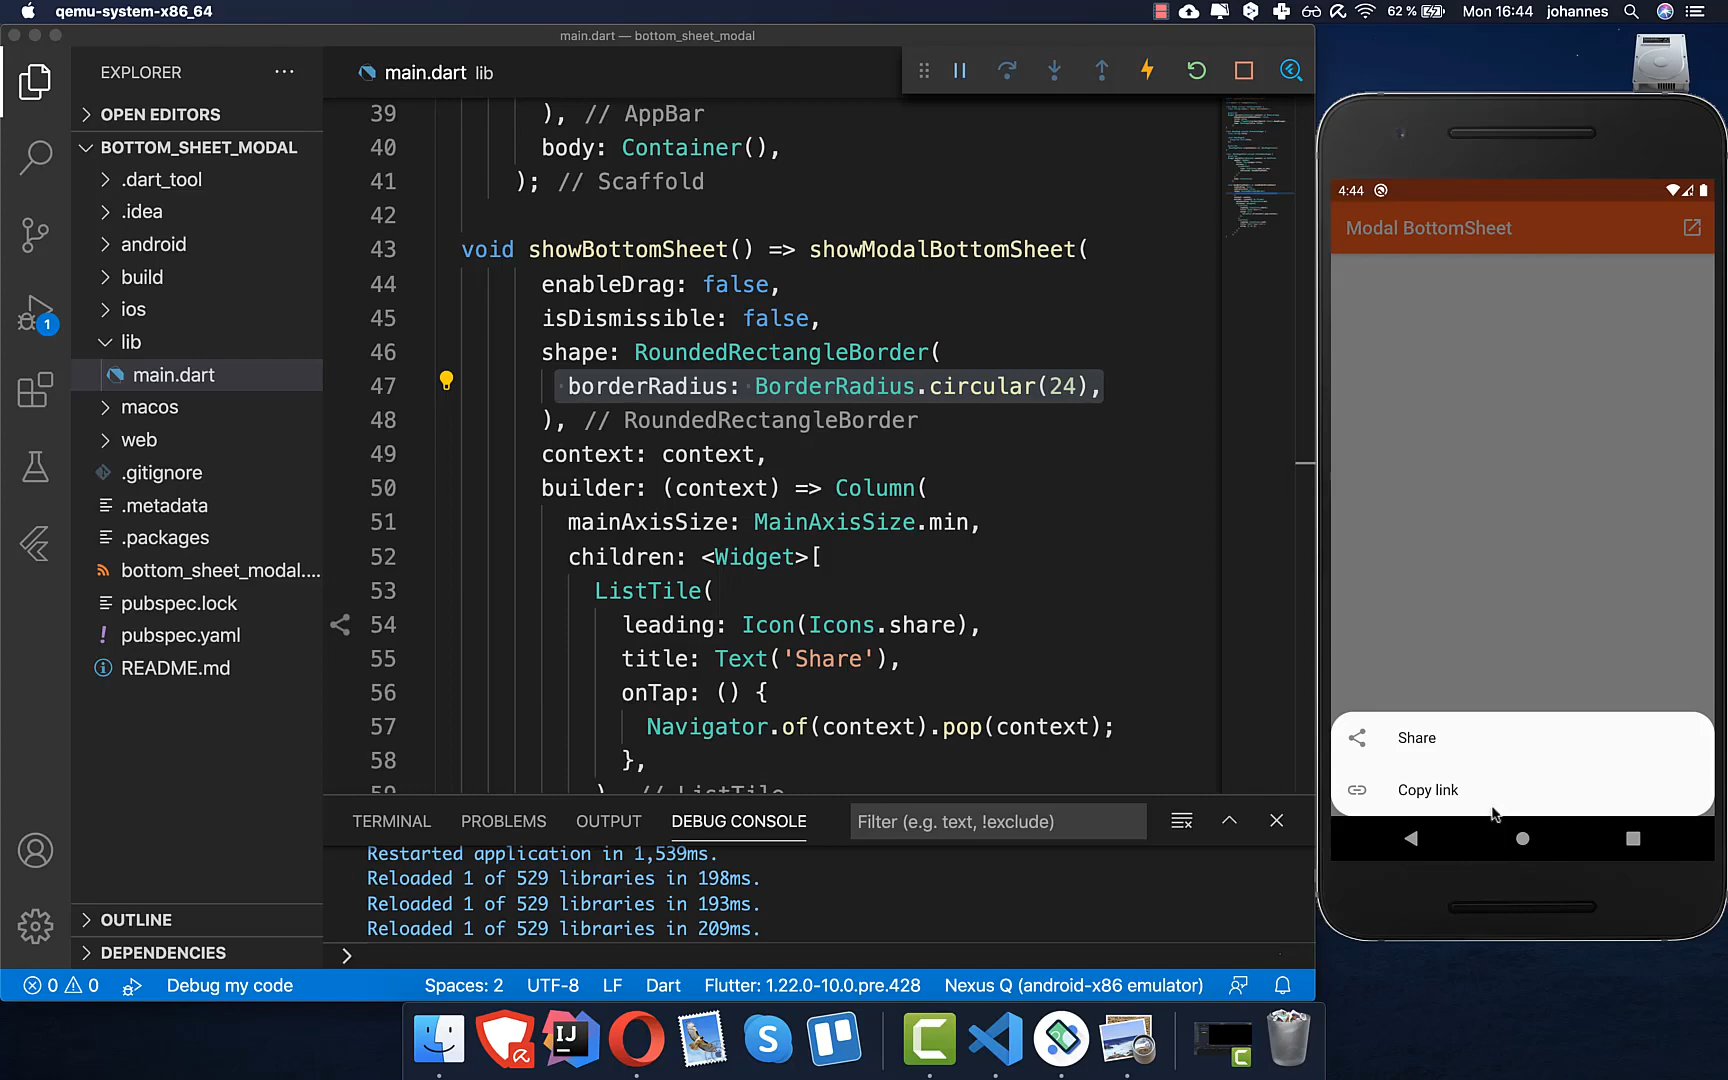 qemu-system-x86_64
62 %
Mon 16:44
johannes
main.dart — bottom_sheet_modal
EXPLORER
main.dart lib
OPEN EDITORS
BOTTOM_SHEET_MODAL
.dart_tool
.idea
android
build
ios
lib
main.dart
macos
web
.gitignore
.metadata
.packages
bottom_sheet_modal....
pubspec.lock
pubspec.yaml
README.md
OUTLINE
DEPENDENCIES
1
39 ), // AppBar
40 body: Container(),
41 ); // Scaffold
42
43 void showBottomSheet() => showModalBottomSheet(
44 enableDrag: false,
45 isDismissible: false,
46 shape: RoundedRectangleBorder(
47 borderRadius: BorderRadius.circular(24),
48 ), // RoundedRectangleBorder
49 context: context,
50 builder: (context) => Column(
51 mainAxisSize: MainAxisSize.min,
52 children: <Widget>[
53 ListTile(
54 leading: Icon(Icons.share),
55 title: Text('Share'),
56 onTap: () {
57 Navigator.of(context).pop(context);
58 },
59 ), // ListTile
TERMINAL PROBLEMS OUTPUT DEBUG CONSOLE
Filter (e.g. text, !exclude)
Restarted application in 1,539ms.
Reloaded 1 of 529 libraries in 198ms.
Reloaded 1 of 529 libraries in 193ms.
Reloaded 1 of 529 libraries in 209ms.
0 0 Debug my code Spaces: 2 UTF-8 LF Dart Flutter: 1.22.0-10.0.pre.428 Nexus Q (android-x86 emulator)
4:44
Modal BottomSheet
Share
Copy link
IJ